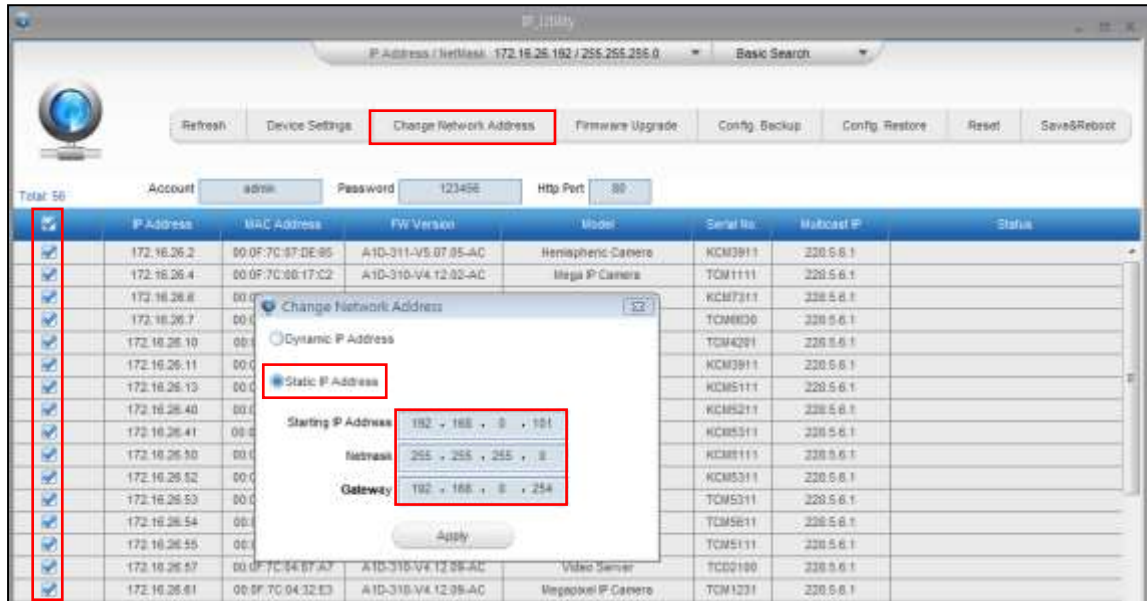 IP_Utility
IP Address / NetMask 172.16.26.192 / 255.255.255.0 Basic Search
Refresh Device Settings Change Network Address Firmware Upgrade Config. Backup Config. Restore Reset Save&Reboot
Total: 56 Account admin Password 123456 Http Port 80
IP Address MAC Address FW Version Model Serial No. Multicast IP Status
172.16.26.2 00:0F:7C:07:DE:85 A1D-311-V5.07.05-AC Hemispheric Camera KCM3911 228.5.6.1
172.16.26.4 00:0F:7C:00:17:C2 A1D-310-V4.12.02-AC Mega IP Camera TCM1111 228.5.6.1
172.16.26.6 KCM7311 228.5.6.1
Change Network Address
172.16.26.7 TCM6630 228.5.6.1
Dynamic IP Address
172.16.26.10 TCM4201 228.5.6.1
172.16.26.11 KCM3911 228.5.6.1
Static IP Address
172.16.26.13 KCM5111 228.5.6.1
172.16.26.40 KCM5211 228.5.6.1
Starting IP Address 192 . 168 . 0 . 101
172.16.26.41 KCM5311 228.5.6.1
Netmask 255 . 255 . 255 . 0
172.16.26.50 228.5.6.1
172.16.26.52 KCM5311 228.5.6.1
Gateway 192 . 168 . 0 . 254
172.16.26.53 TCM5311 228.5.6.1
172.16.26.54 TCM5611 228.5.6.1
Apply
172.16.26.55 TCM5111 228.5.6.1
172.16.26.57 00:0F:7C:04:87:A7 A1D-310-V4.12.09-AC Video Server TCD2100 228.5.6.1
172.16.26.61 00:0F:7C:04:32:E3 A1D-310-V4.12.09-AC Megapixel IP Camera TCM1231 228.5.6.1